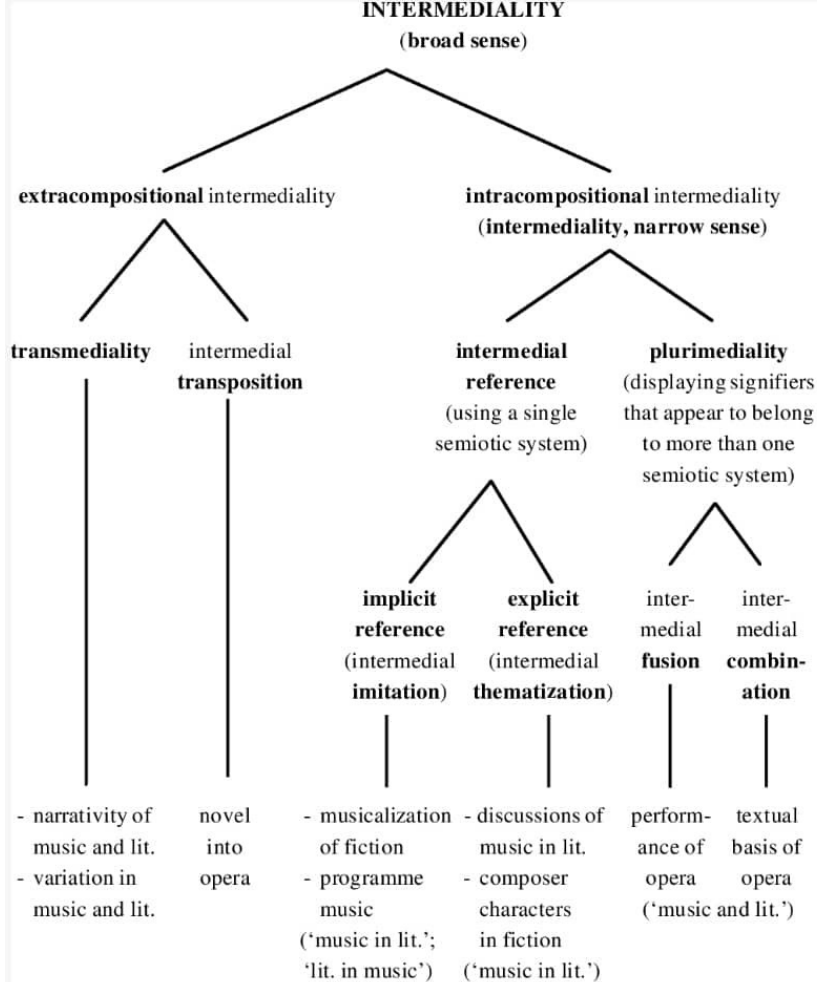 INTERMEDIALITY
(broad sense)
extracompositional intermediality
intracompositional intermediality
(intermediality, narrow sense)
transmediality
intermedial
transposition
intermedial
reference
(using a single
semiotic system)
plurimediality
(displaying signifiers
that appear to belong
to more than one
semiotic system)
implicit
reference
(intermedial
imitation)
explicit
reference
(intermedial
thematization)
inter-
medial
fusion
inter-
medial
combin-
ation
- narrativity of
music and lit.
- variation in
music and lit.
novel
into
opera
- musicalization
of fiction
- programme
music
(‘music in lit.’;
‘lit. in music’)
- discussions of
music in lit.
- composer
characters
in fiction
(‘music in lit.’)
perform-
ance of
opera
textual
basis of
opera
(‘music and lit.’)